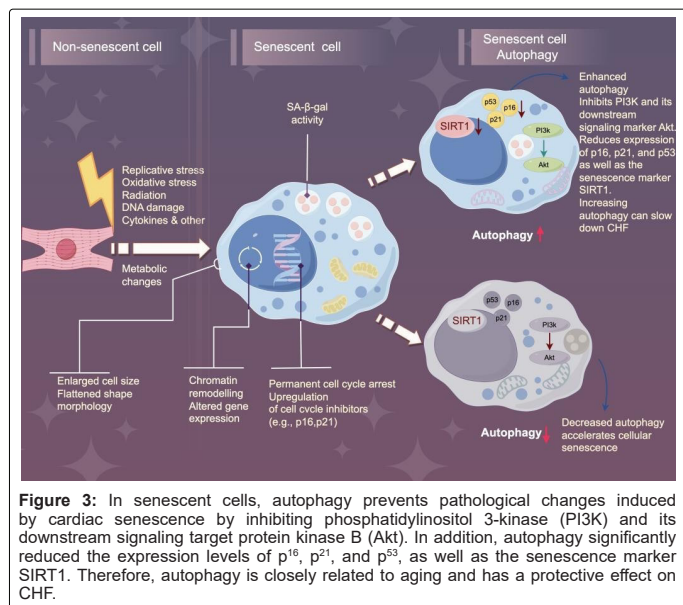 Non-senescent cell
Senescent cell
Senescent cell
Autophagy
Replicative stress
Oxidative stress
Radiation
DNA damage
Cytokines & other
Metabolic
changes
Enlarged cell size
Flattened shape
morphology
SA-β-gal
activity
Chromatin
remodelling
Altered gene
expression
Permanent cell cycle arrest
Upregulation
of cell cvcle inhibitors
(e.g., p16,p21)
p53
p16
p21
SIRT1
PI3k
Akt
Autophagy
Enhanced
autophagy
Inhibits PI3K and its
downstream
signaling marker Akt.
Reduces expression
of p16, p21, and p53
as well as the
senescence marker
SIRT1.
Increasing
autophagy can slow
down CHF
p53
p16
p21
SIRT1
PI3k
Akt
Autophagy
Decreased autophagy
accelerates cellular
senescence
Figure 3: In senescent cells, autophagy prevents pathological changes induced
by cardiac senescence by inhibiting phosphatidylinositol 3-kinase (PI3K) and its
downstream signaling target protein kinase B (Akt). In addition, autophagy significantly
reduced the expression levels of p¹⁶, p²¹, and p⁵³, as well as the senescence marker
SIRT1. Therefore, autophagy is closely related to aging and has a protective effect on
CHF.